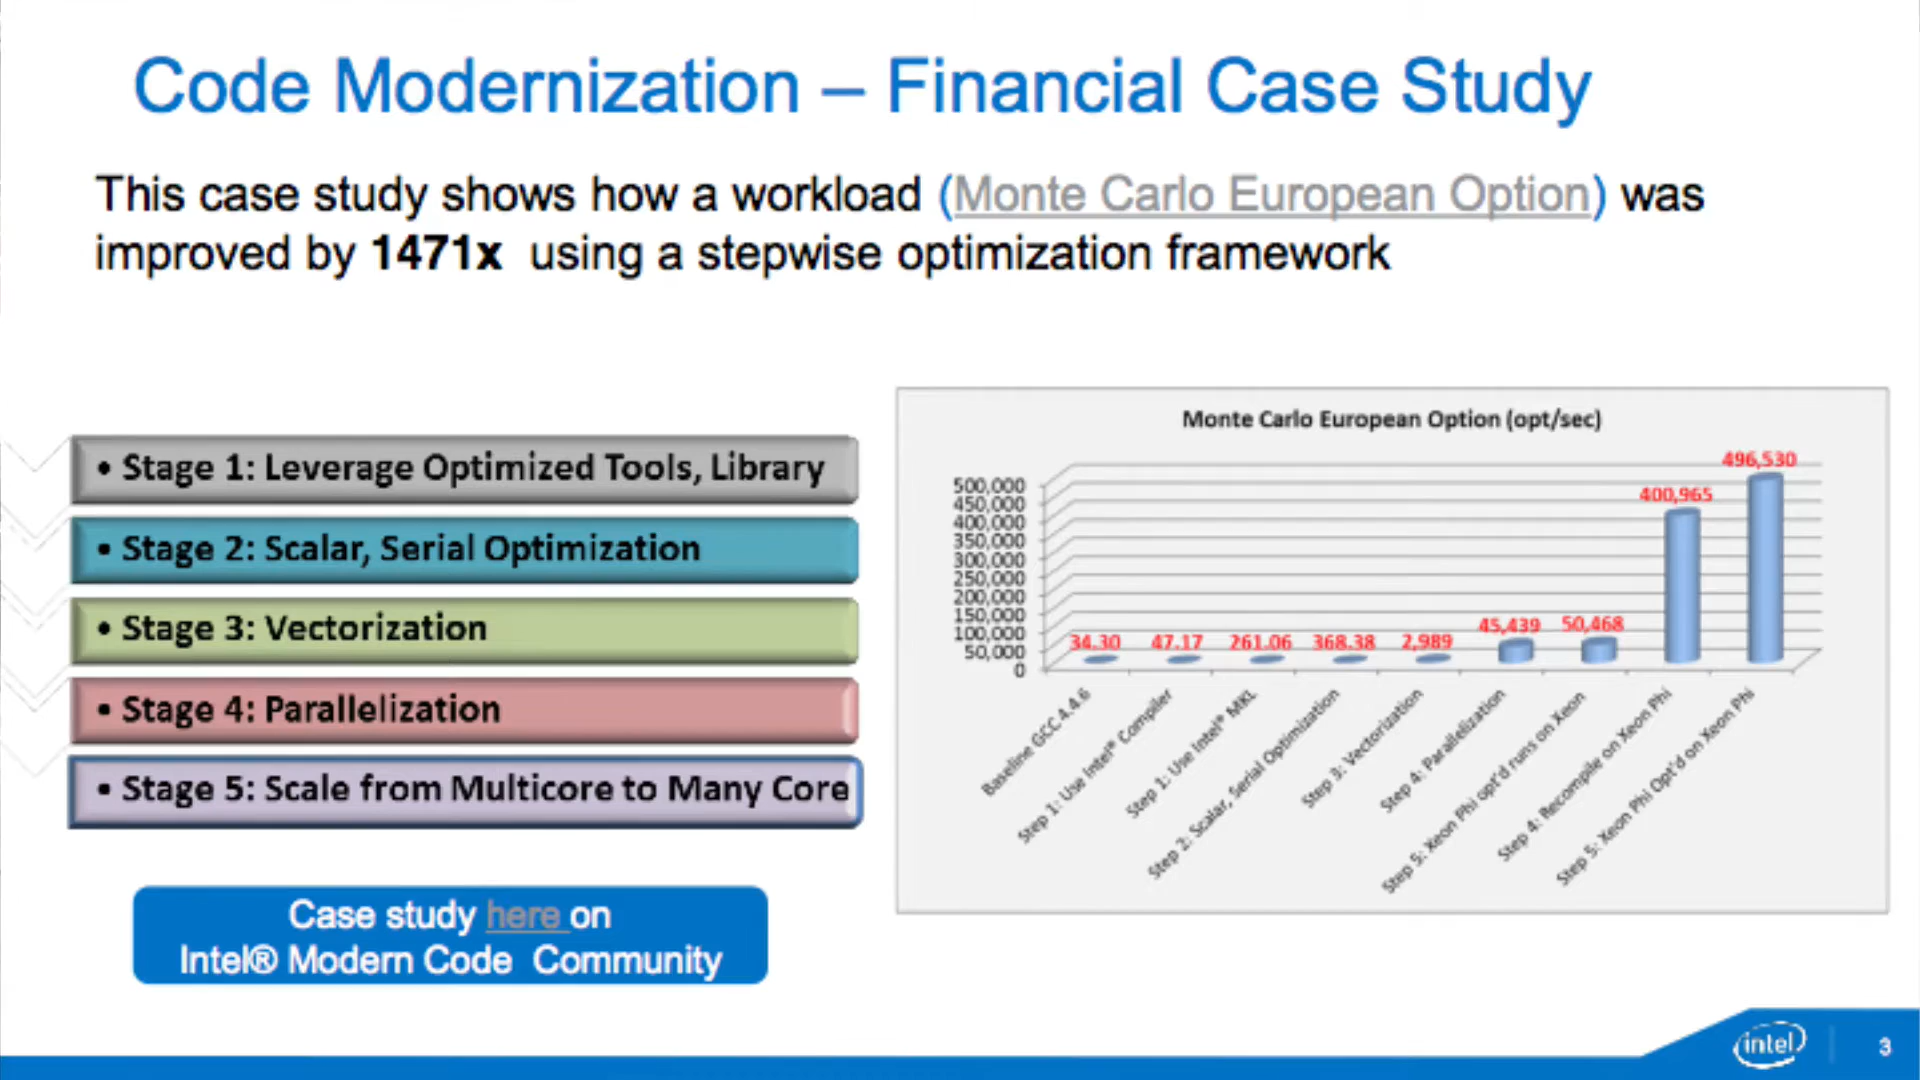 Code Modernization – Financial Case Study
This case study shows how a workload (Monte Carlo European Option) was
improved by 1471x using a stepwise optimization framework
• Stage 1: Leverage Optimized Tools, Library
• Stage 2: Scalar, Serial Optimization
• Stage 3: Vectorization
• Stage 4: Parallelization
• Stage 5: Scale from Multicore to Many Core
Case study here on
Intel® Modern Code Community
Monte Carlo European Option (opt/sec)
500,000
450,000
400,000
350,000
300,000
250,000
200,000
150,000
100,000
50,000
0
34.30
47.17
261.06
368.38
2,989
45,439
50,468
400,965
496,530
Baseline GCC 4.4.6
Step 1: Use Intel® Compiler
Step 1: Use Intel® MKL
Step 2: Scalar, Serial Optimization
Step 3: Vectorization
Step 4: Parallelization
Step 5: Xeon Phi opt'd runs on Xeon
Step 4: Recompile on Xeon Phi
Step 5: Xeon Phi Opt'd on Xeon Phi
intel
3